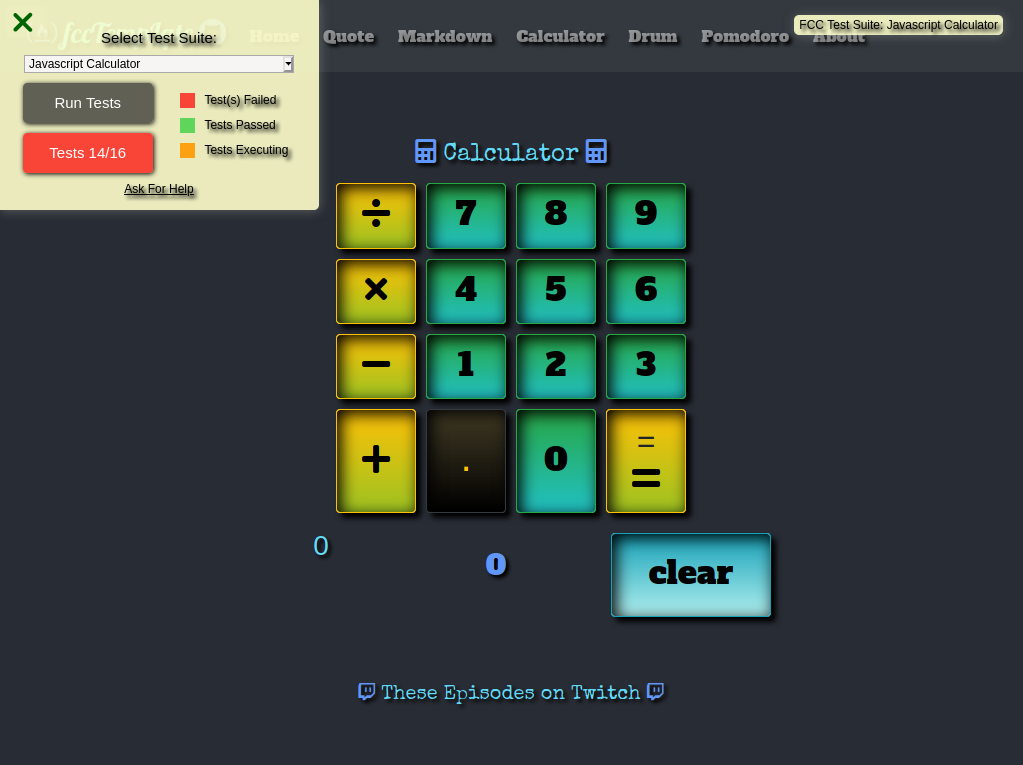 Select Test Suite:
Javascript Calculator
Run Tests
Tests 14/16
Test(s) Failed
Tests Passed
Tests Executing
Ask For Help
Home Quote Markdown Calculator Drum Pomodoro About
FCC Test Suite: Javascript Calculator
Calculator
÷ 7 8 9
× 4 5 6
− 1 2 3
+ . 0 =
=
0
0
clear
These Episodes on Twitch